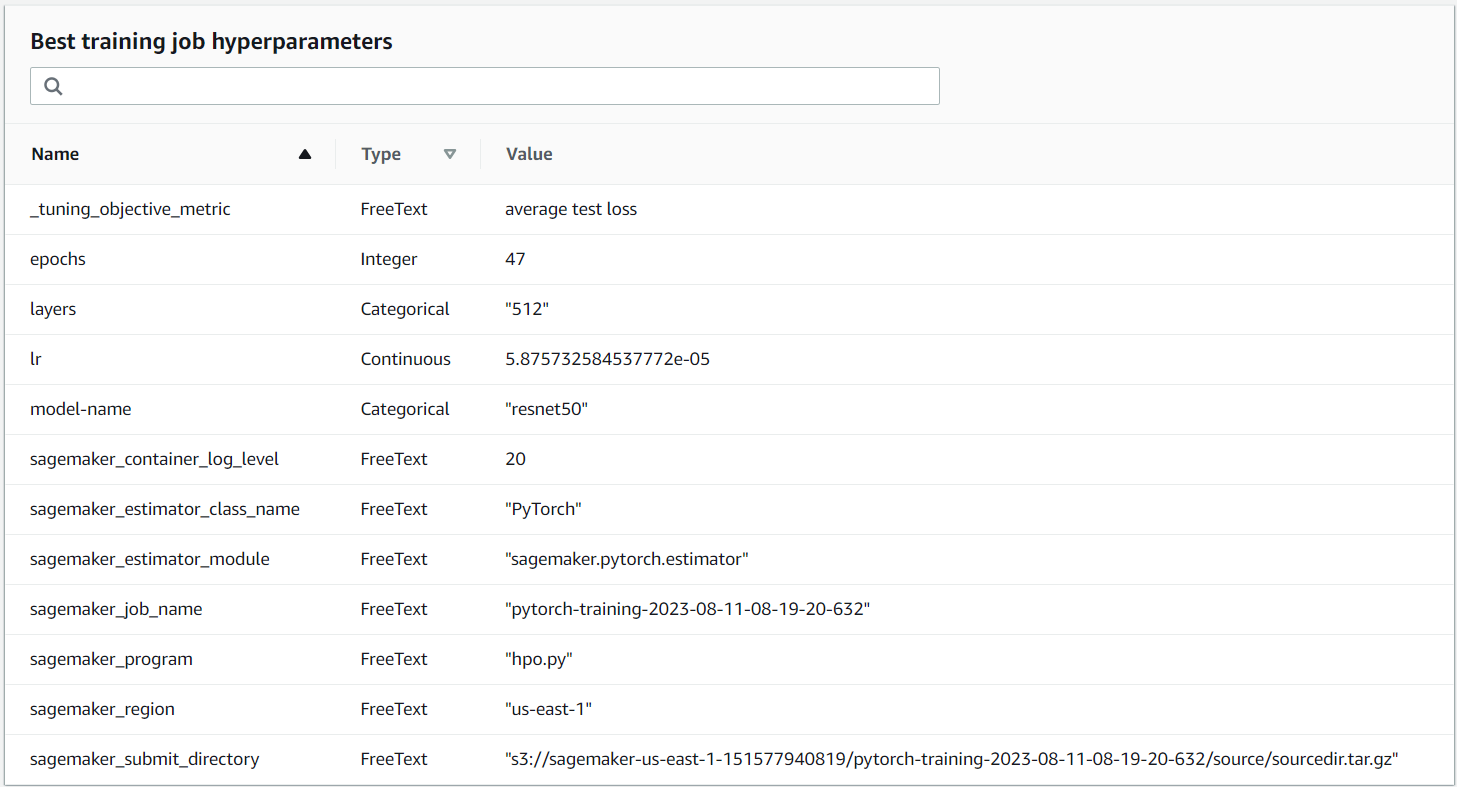 Best training job hyperparameters
Name Type Value
_tuning_objective_metric FreeText average test loss
epochs Integer 47
layers Categorical "512"
lr Continuous 5.875732584537772e-05
model-name Categorical "resnet50"
sagemaker_container_log_level FreeText 20
sagemaker_estimator_class_name FreeText "PyTorch"
sagemaker_estimator_module FreeText "sagemaker.pytorch.estimator"
sagemaker_job_name FreeText "pytorch-training-2023-08-11-08-19-20-632"
sagemaker_program FreeText "hpo.py"
sagemaker_region FreeText "us-east-1"
sagemaker_submit_directory FreeText "s3://sagemaker-us-east-1-151577940819/pytorch-training-2023-08-11-08-19-20-632/source/sourcedir.tar.gz"